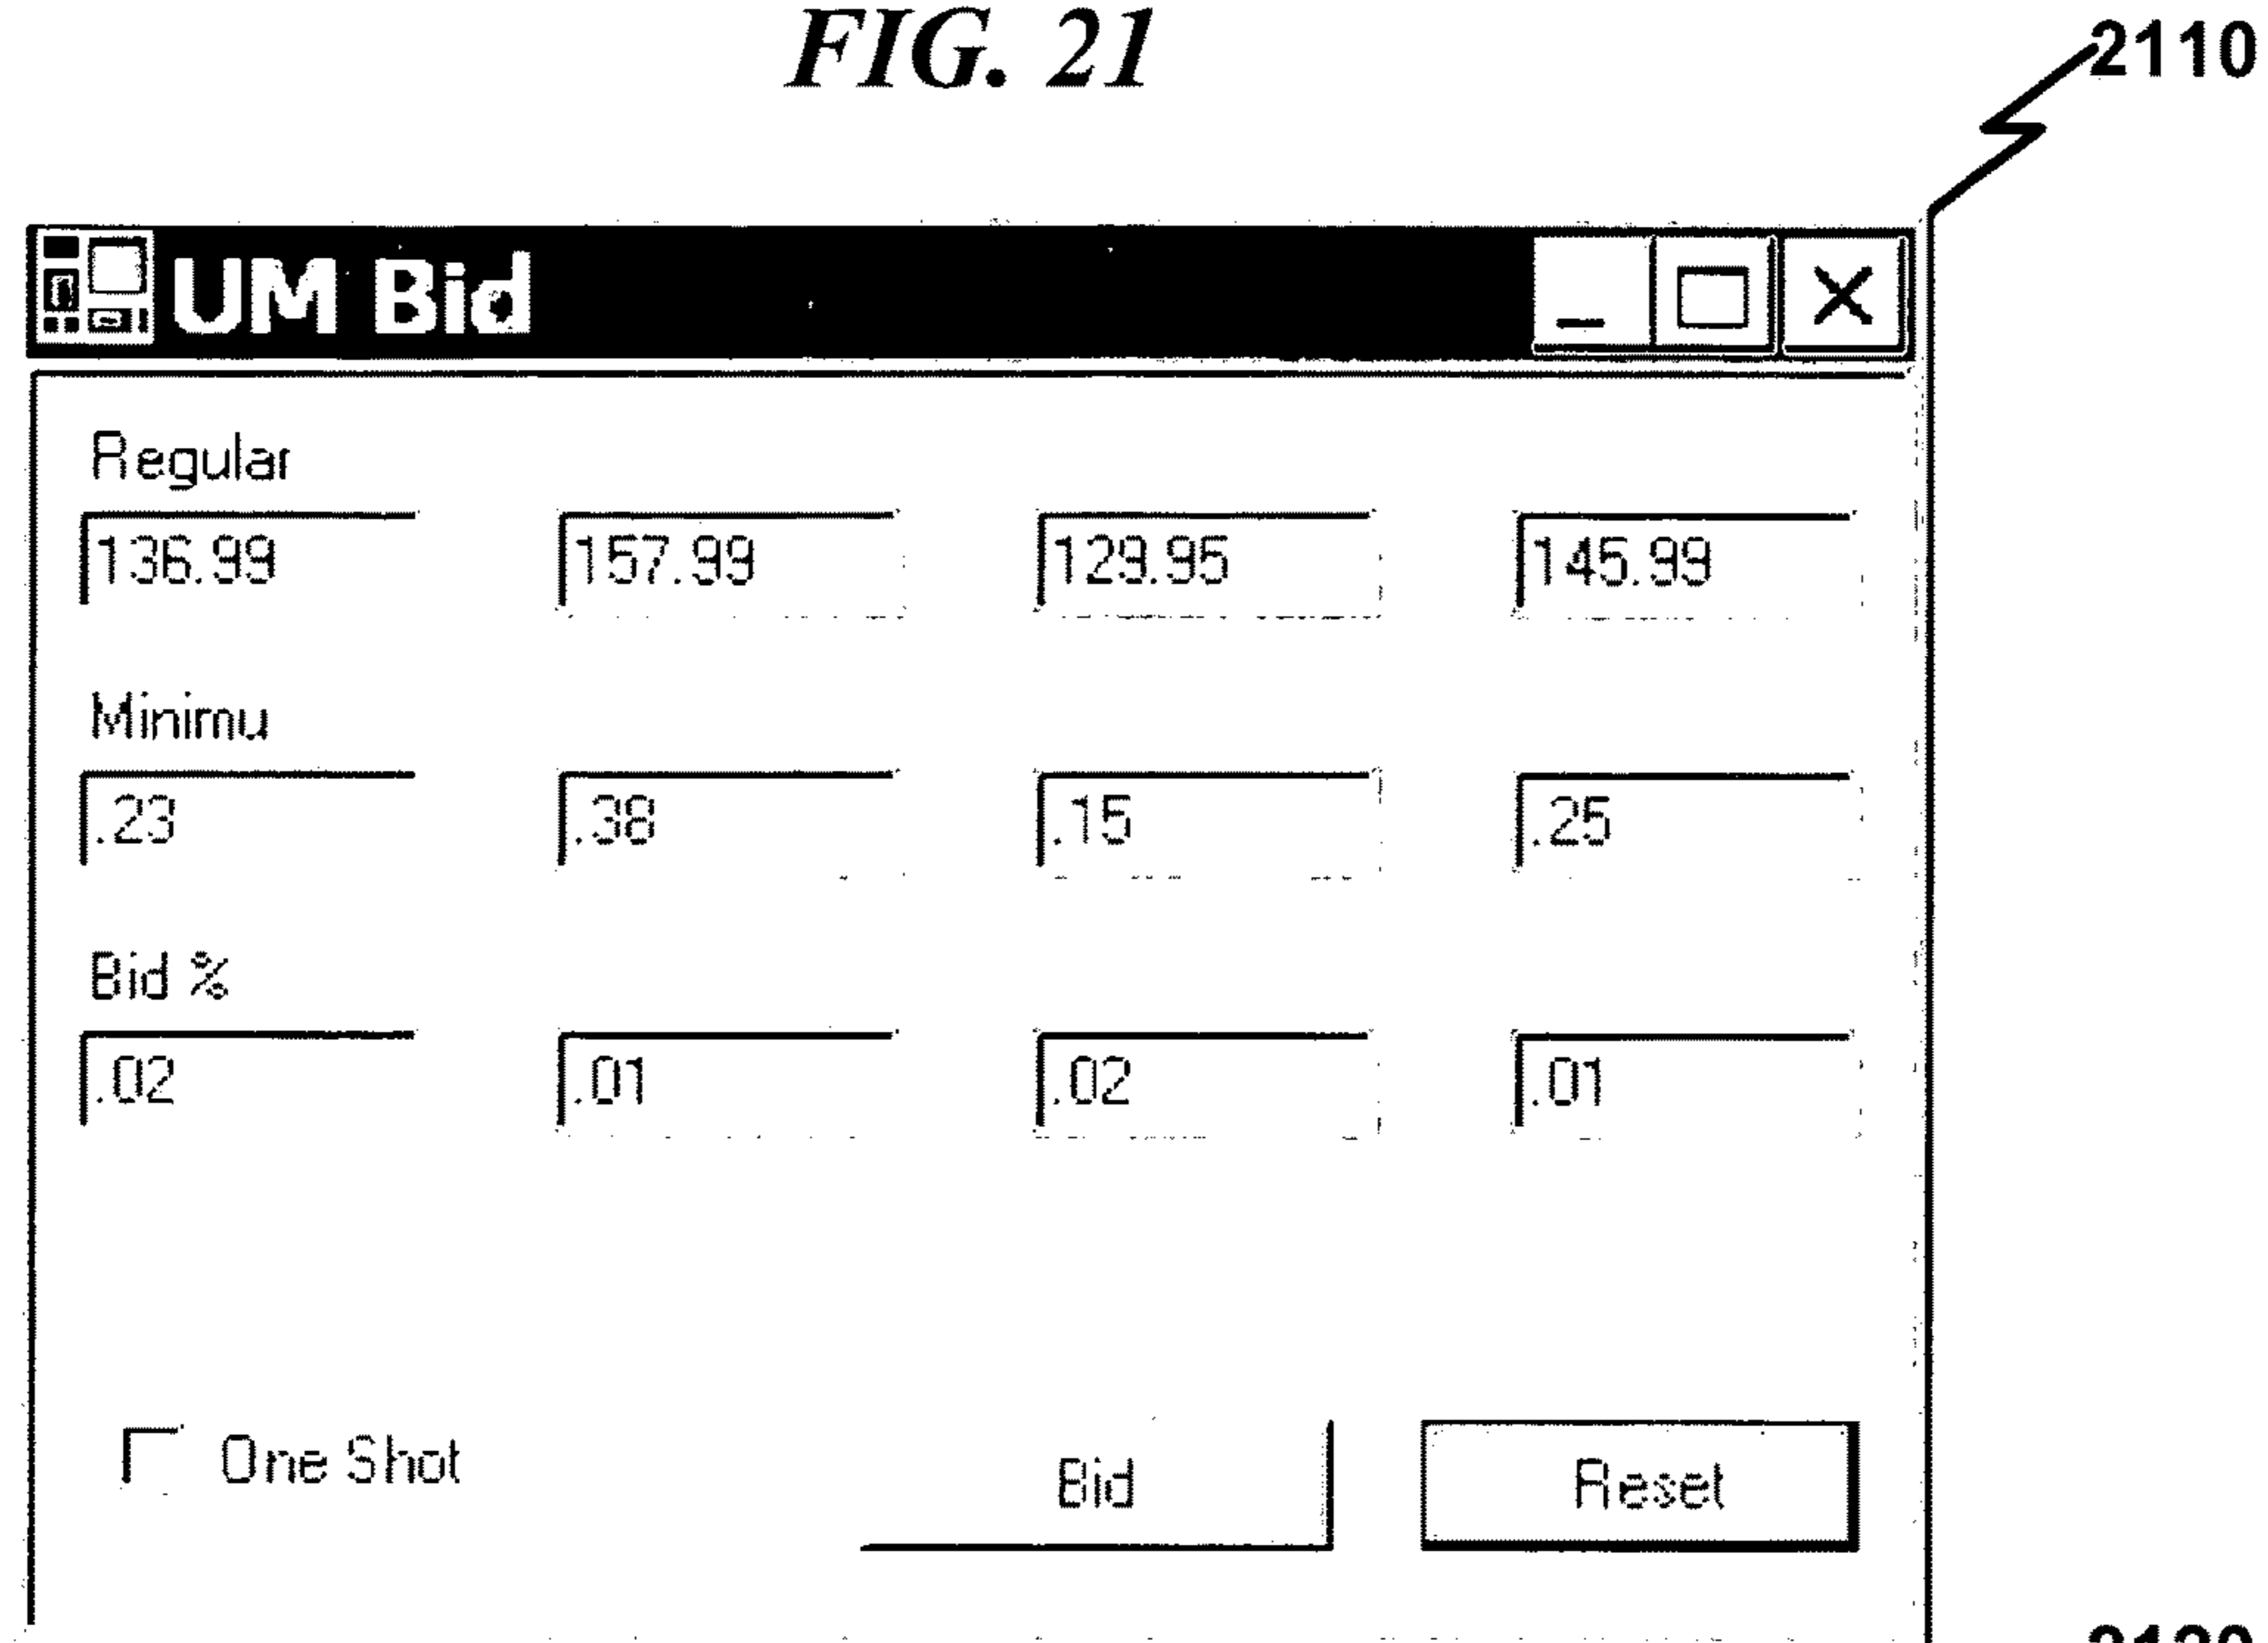 FIG. 21
2110
UM Bid
Regular
136.99 157.99 129.95 145.99
Minimu
.23 .38 .15 .25
Bid %
.02 .01 .02 .01
One Shot Bid Reset